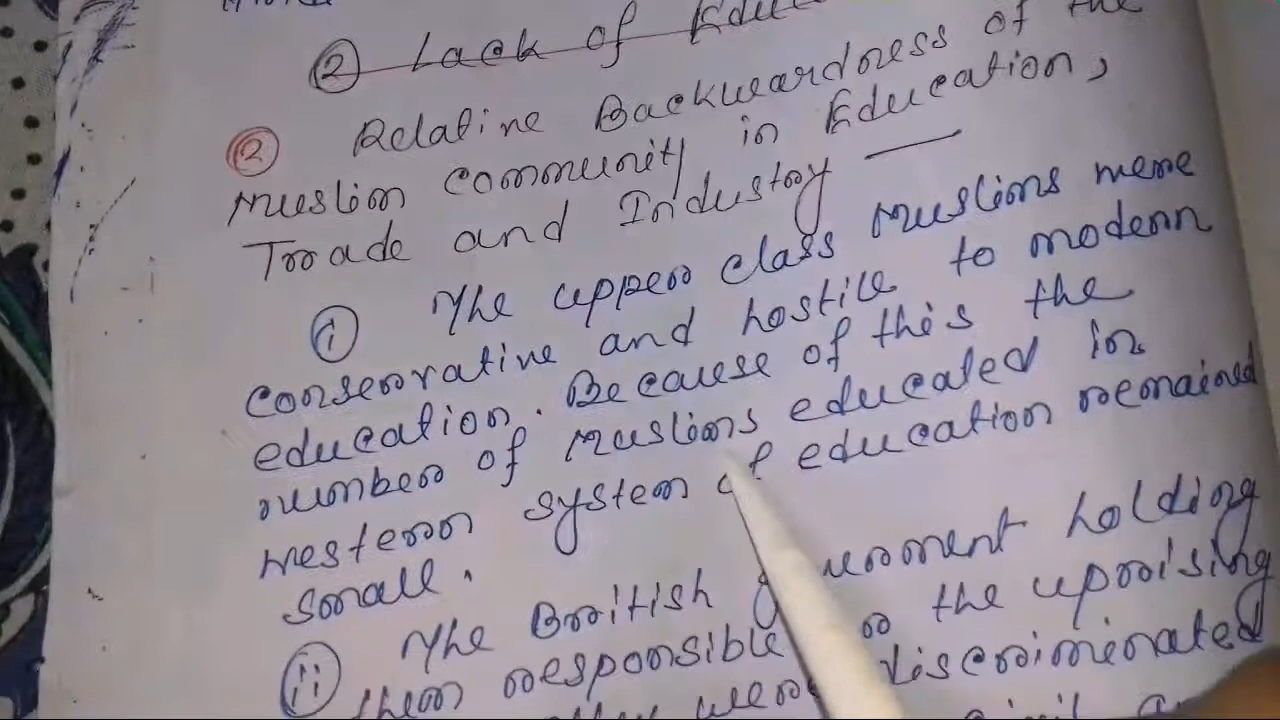 ② Lack of
② Relative Backwardness of the
Muslim Community in Education,
Trade and Industry —
ⓘ The upper class Muslims were
conservative and hostile to modern
education. Because of this the
number of Muslims educated in
western system of education remained
small.
ⅱ The British holding
them responsible the uprising
were discriminated